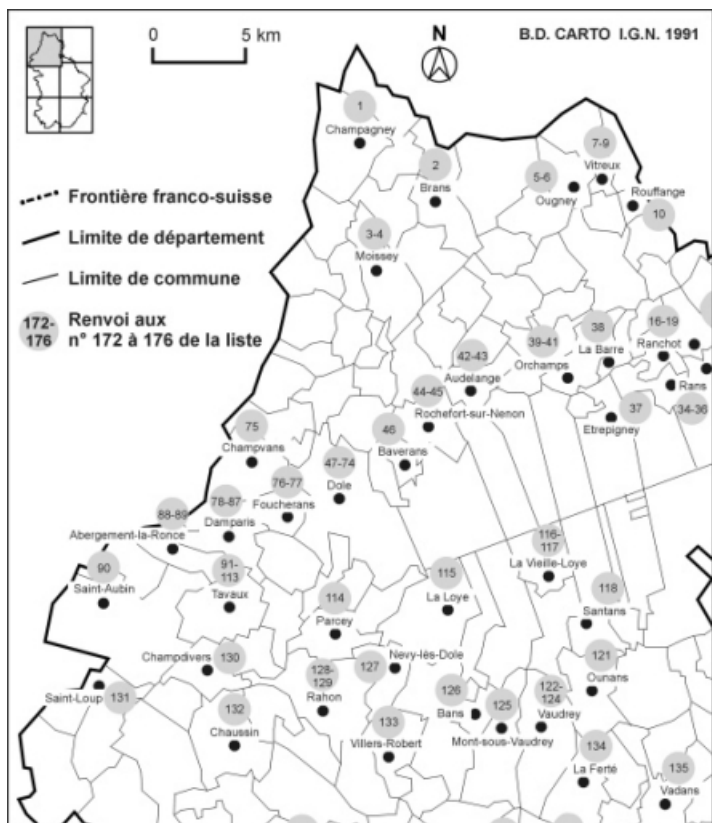 0 5 km
N
B.D. CARTO I.G.N. 1991
1
Champagney
2
Brans
5-6
Ougney
7-9
Vitreux
Rouffange
10
Frontière franco-suisse
Limite de département
Limite de commune
172-
176
Renvoi aux
n° 172 à 176 de la liste
3-4
Moissey
42-43
Audelange
39-41
Orchamps
38
La Barre
16-19
Ranchot
Rans
34-36
37
Etrepigney
44-45
Rochefort-sur-Nenon
46
Baverans
75
Champvans
47-74
Dole
76-77
Foucherans
78-87
Damparis
88-89
Abergement-la-Ronce
90
Saint-Aubin
91-
113
Tavaux
114
Parcey
115
La Loye
116-
117
La Vieille-Loye
118
Santans
Champdivers
130
128-
129
Rahon
127
Nevy-lès-Dole
126
Bans
125
Mont-sous-Vaudrey
122-
124
Vaudrey
121
Ounans
Saint-Loup
131
132
Chaussin
133
Villers-Robert
134
La Ferté
135
Vadans